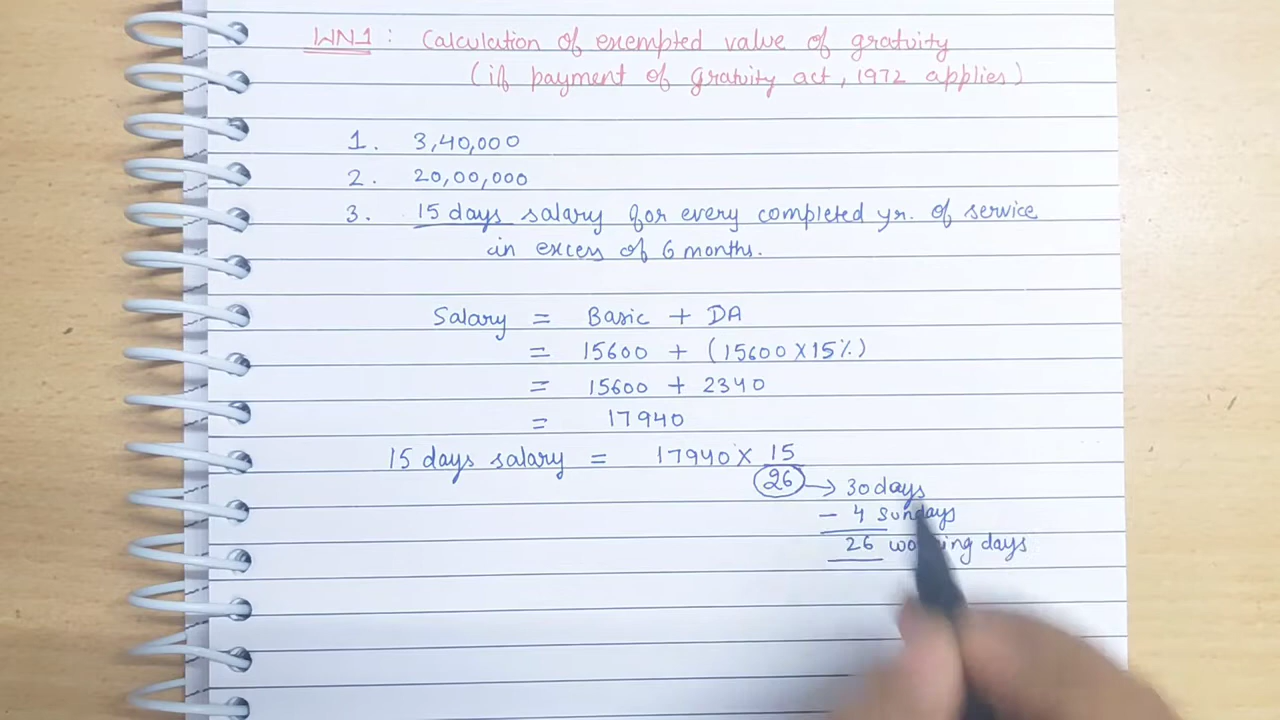 WN1 : Calculation of exempted value of gratuity
(if payment of gratuity act, 1972 applies)
1. 3,40,000
2. 20,00,000
3. 15 days salary for every completed yr. of service
in excess of 6 months.
Salary = Basic + DA
= 15600 + (15600 X 15%)
= 15600 + 2340
= 17940
15 days salary = 17940 X 15
26 → 30 days
- 4 Sundays
26 working days